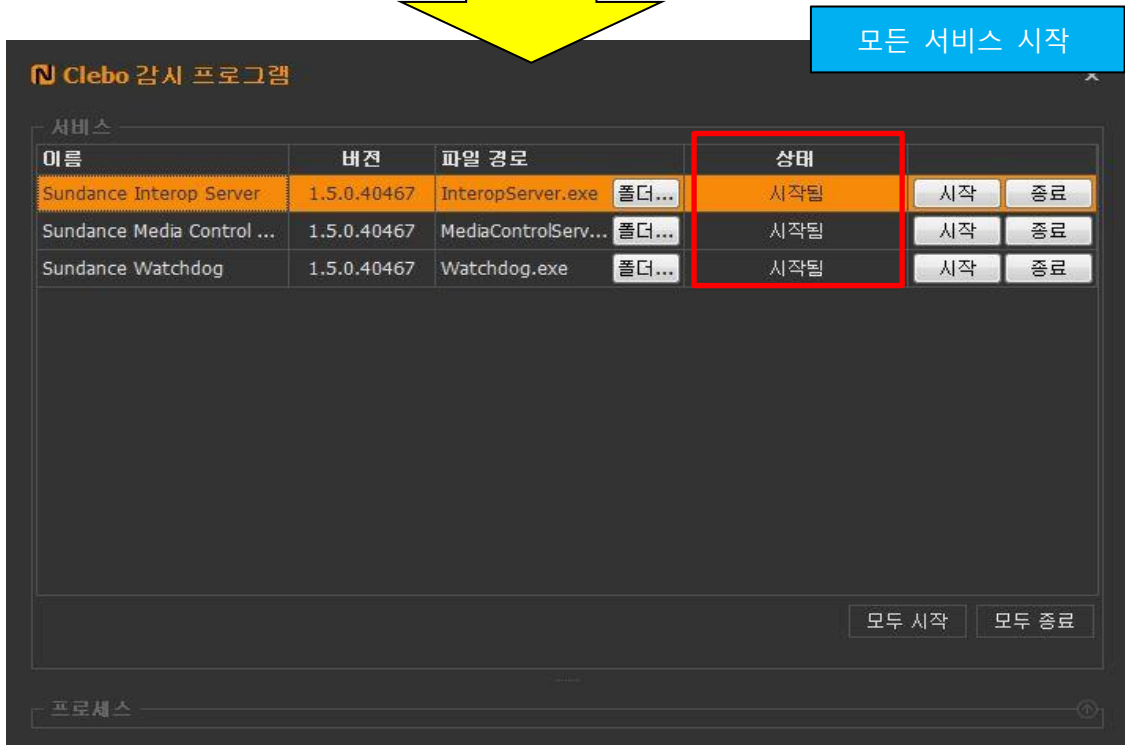 모든 서비스 시작
Clebo 감시 프로그램
서비스
이름 버전 파일 경로 상태
Sundance Interop Server 1.5.0.40467 InteropServer.exe 폴더... 시작됨 시작 종료
Sundance Media Control ... 1.5.0.40467 MediaControlServ... 폴더... 시작됨 시작 종료
Sundance Watchdog 1.5.0.40467 Watchdog.exe 폴더... 시작됨 시작 종료
모두 시작 모두 종료
프로세스